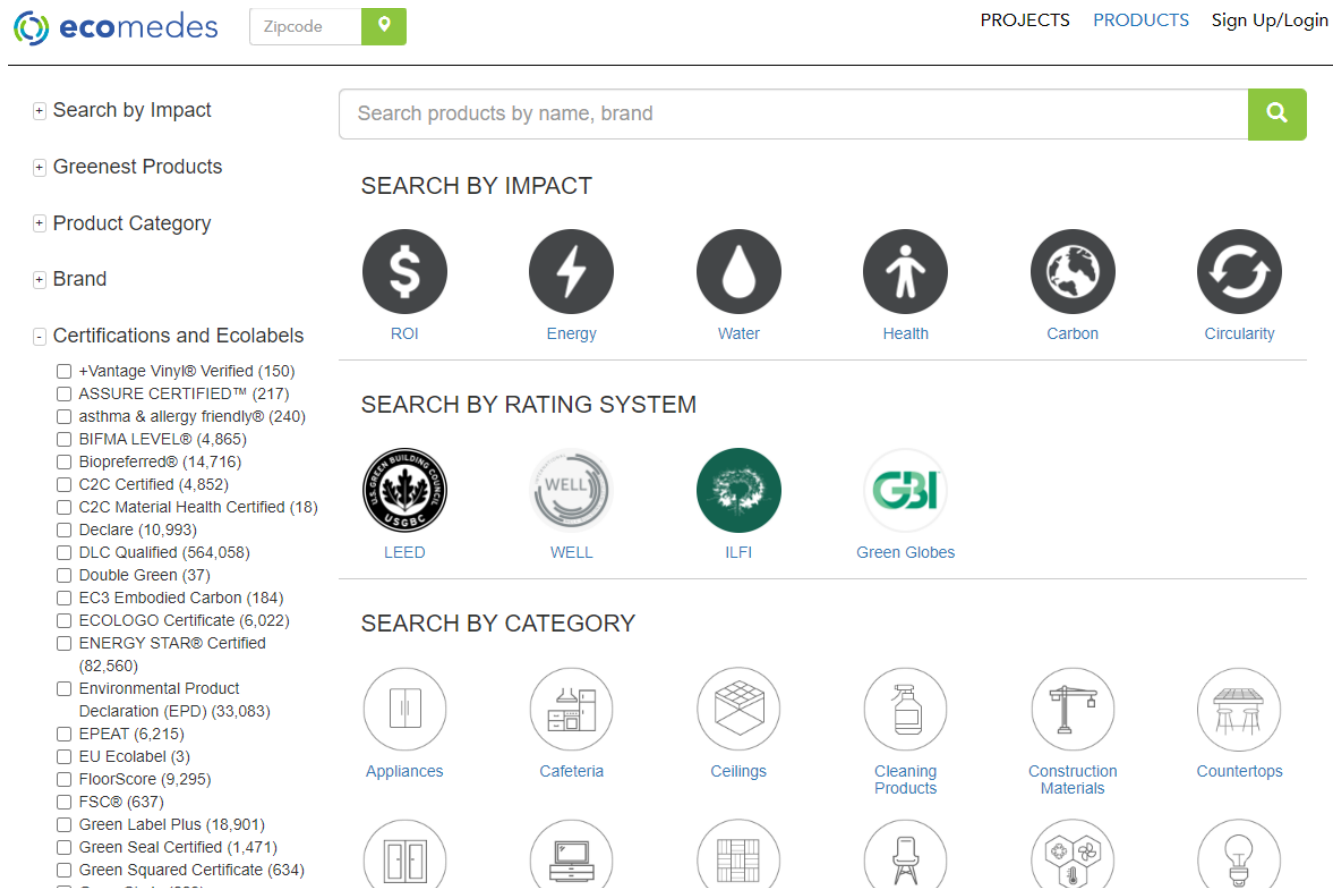 ecomedes
Zipcode
PROJECTS PRODUCTS Sign Up/Login
+ Search by Impact
+ Greenest Products
+ Product Category
+ Brand
- Certifications and Ecolabels
+Vantage Vinyl® Verified (150)
ASSURE CERTIFIED™ (217)
asthma & allergy friendly® (240)
BIFMA LEVEL® (4,865)
Biopreferred® (14,716)
C2C Certified (4,852)
C2C Material Health Certified (18)
Declare (10,993)
DLC Qualified (564,058)
Double Green (37)
EC3 Embodied Carbon (184)
ECOLOGO Certificate (6,022)
ENERGY STAR® Certified
(82,560)
Environmental Product
Declaration (EPD) (33,083)
EPEAT (6,215)
EU Ecolabel (3)
FloorScore (9,295)
FSC® (637)
Green Label Plus (18,901)
Green Seal Certified (1,471)
Green Squared Certificate (634)
Search products by name, brand
SEARCH BY IMPACT
$
ROI Energy Water Health Carbon Circularity
SEARCH BY RATING SYSTEM
U.S. GREEN BUILDING COUNCIL
USGBC
WELL
GBI
LEED WELL ILFI Green Globes
SEARCH BY CATEGORY
Appliances Cafeteria Ceilings Cleaning Construction Countertops
Products Materials